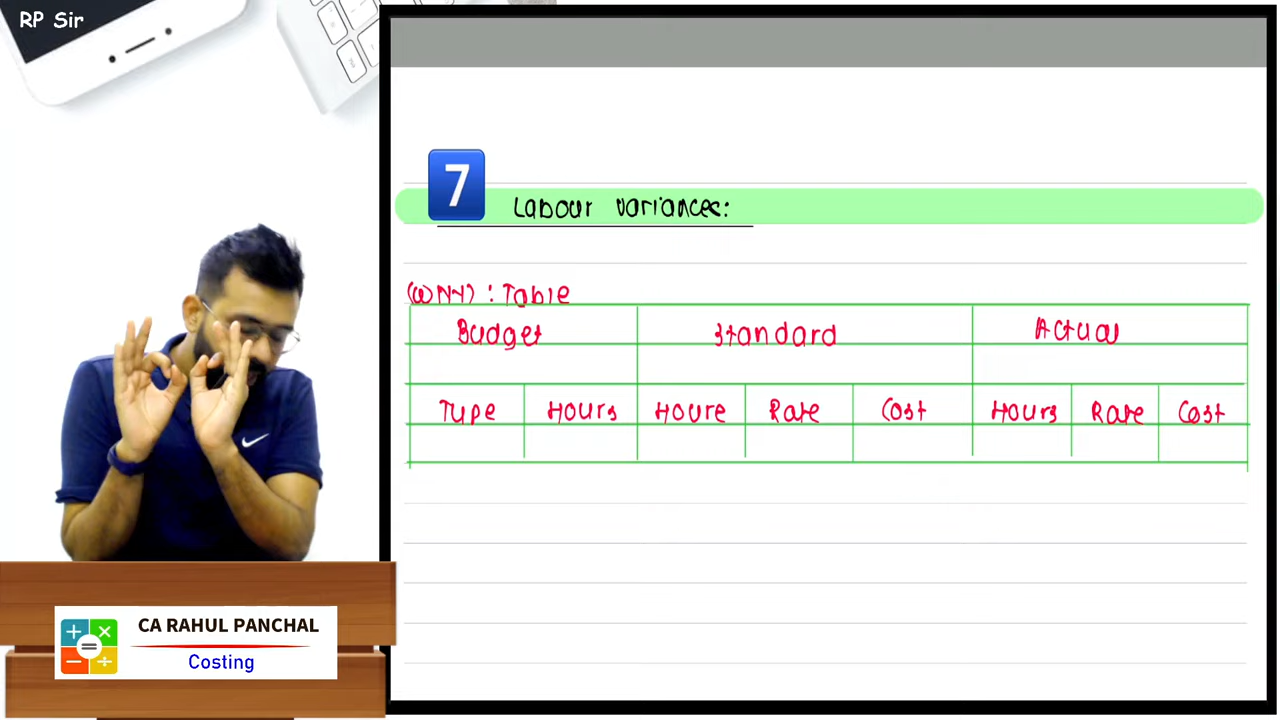 RP Sir
7
Labour variances:
(WN1) : Table
Budget Standard Actual
Type Hours Houre Rate Cost Hours Rate Cost
CA RAHUL PANCHAL
Costing